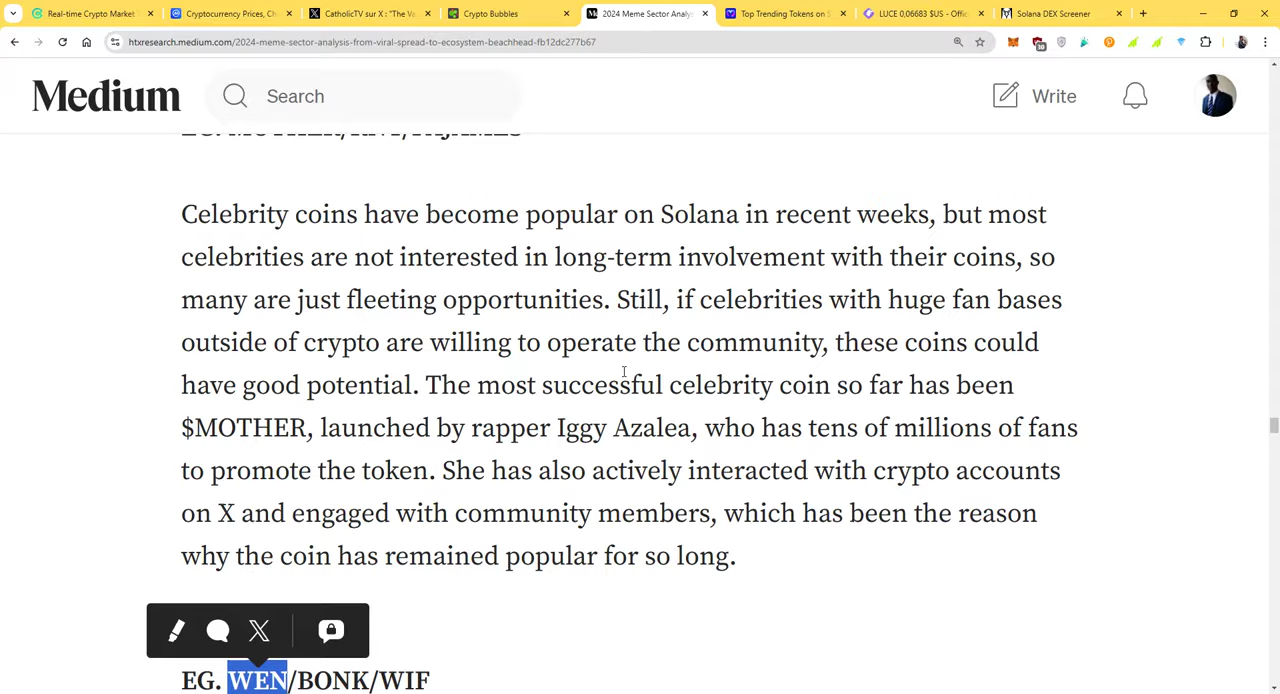 Real-time Crypto Market
Cryptocurrency Prices, Ch
CatholicTV sur X : "The Va
Crypto Bubbles
2024 Meme Sector Analys
Top Trending Tokens on S
LUCE 0,06683 $US - Offici
Solana DEX Screener
htxresearch.medium.com/2024-meme-sector-analysis-from-viral-spread-to-ecosystem-beachhead-fb12dc277b67
Medium
Search
Write
Celebrity coins have become popular on Solana in recent weeks, but most
celebrities are not interested in long-term involvement with their coins, so
many are just fleeting opportunities. Still, if celebrities with huge fan bases
outside of crypto are willing to operate the community, these coins could
have good potential. The most successful celebrity coin so far has been
$MOTHER, launched by rapper Iggy Azalea, who has tens of millions of fans
to promote the token. She has also actively interacted with crypto accounts
on X and engaged with community members, which has been the reason
why the coin has remained popular for so long.
EG. WEN/BONK/WIF